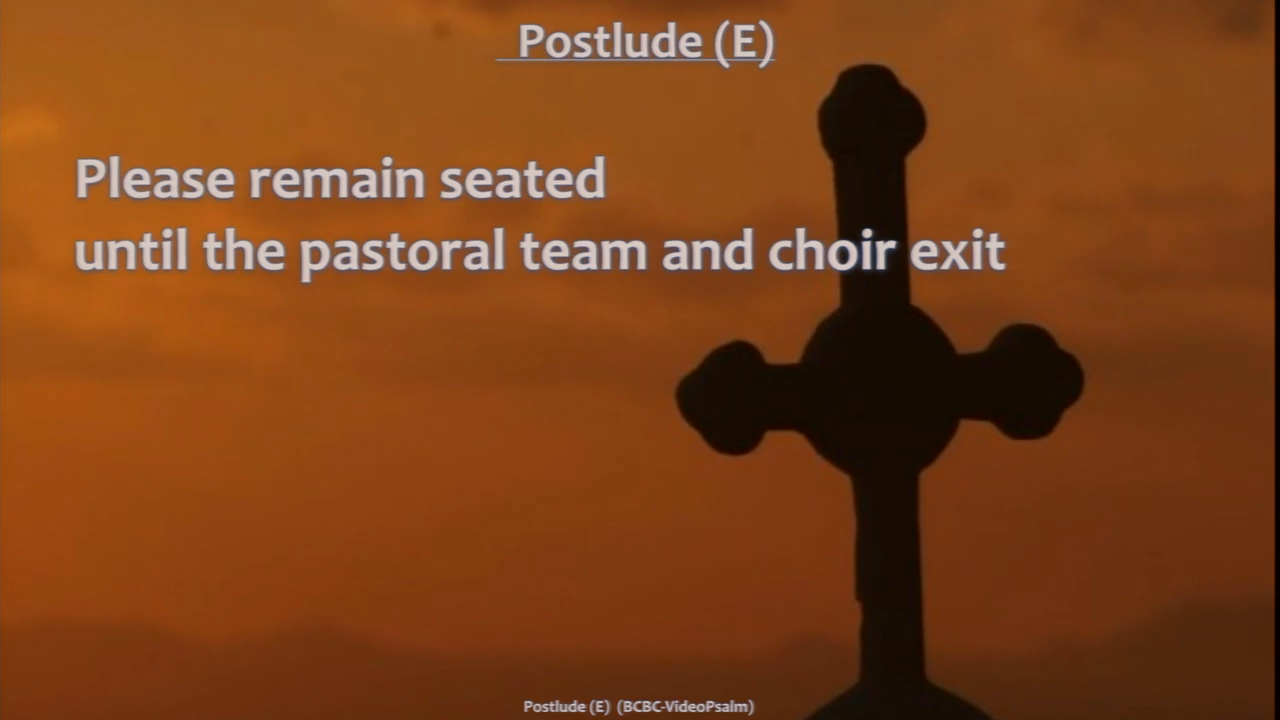 Postlude (E)
Please remain seated
until the pastoral team and choir exit
Postlude (E) (BCBC-VideoPsalm)